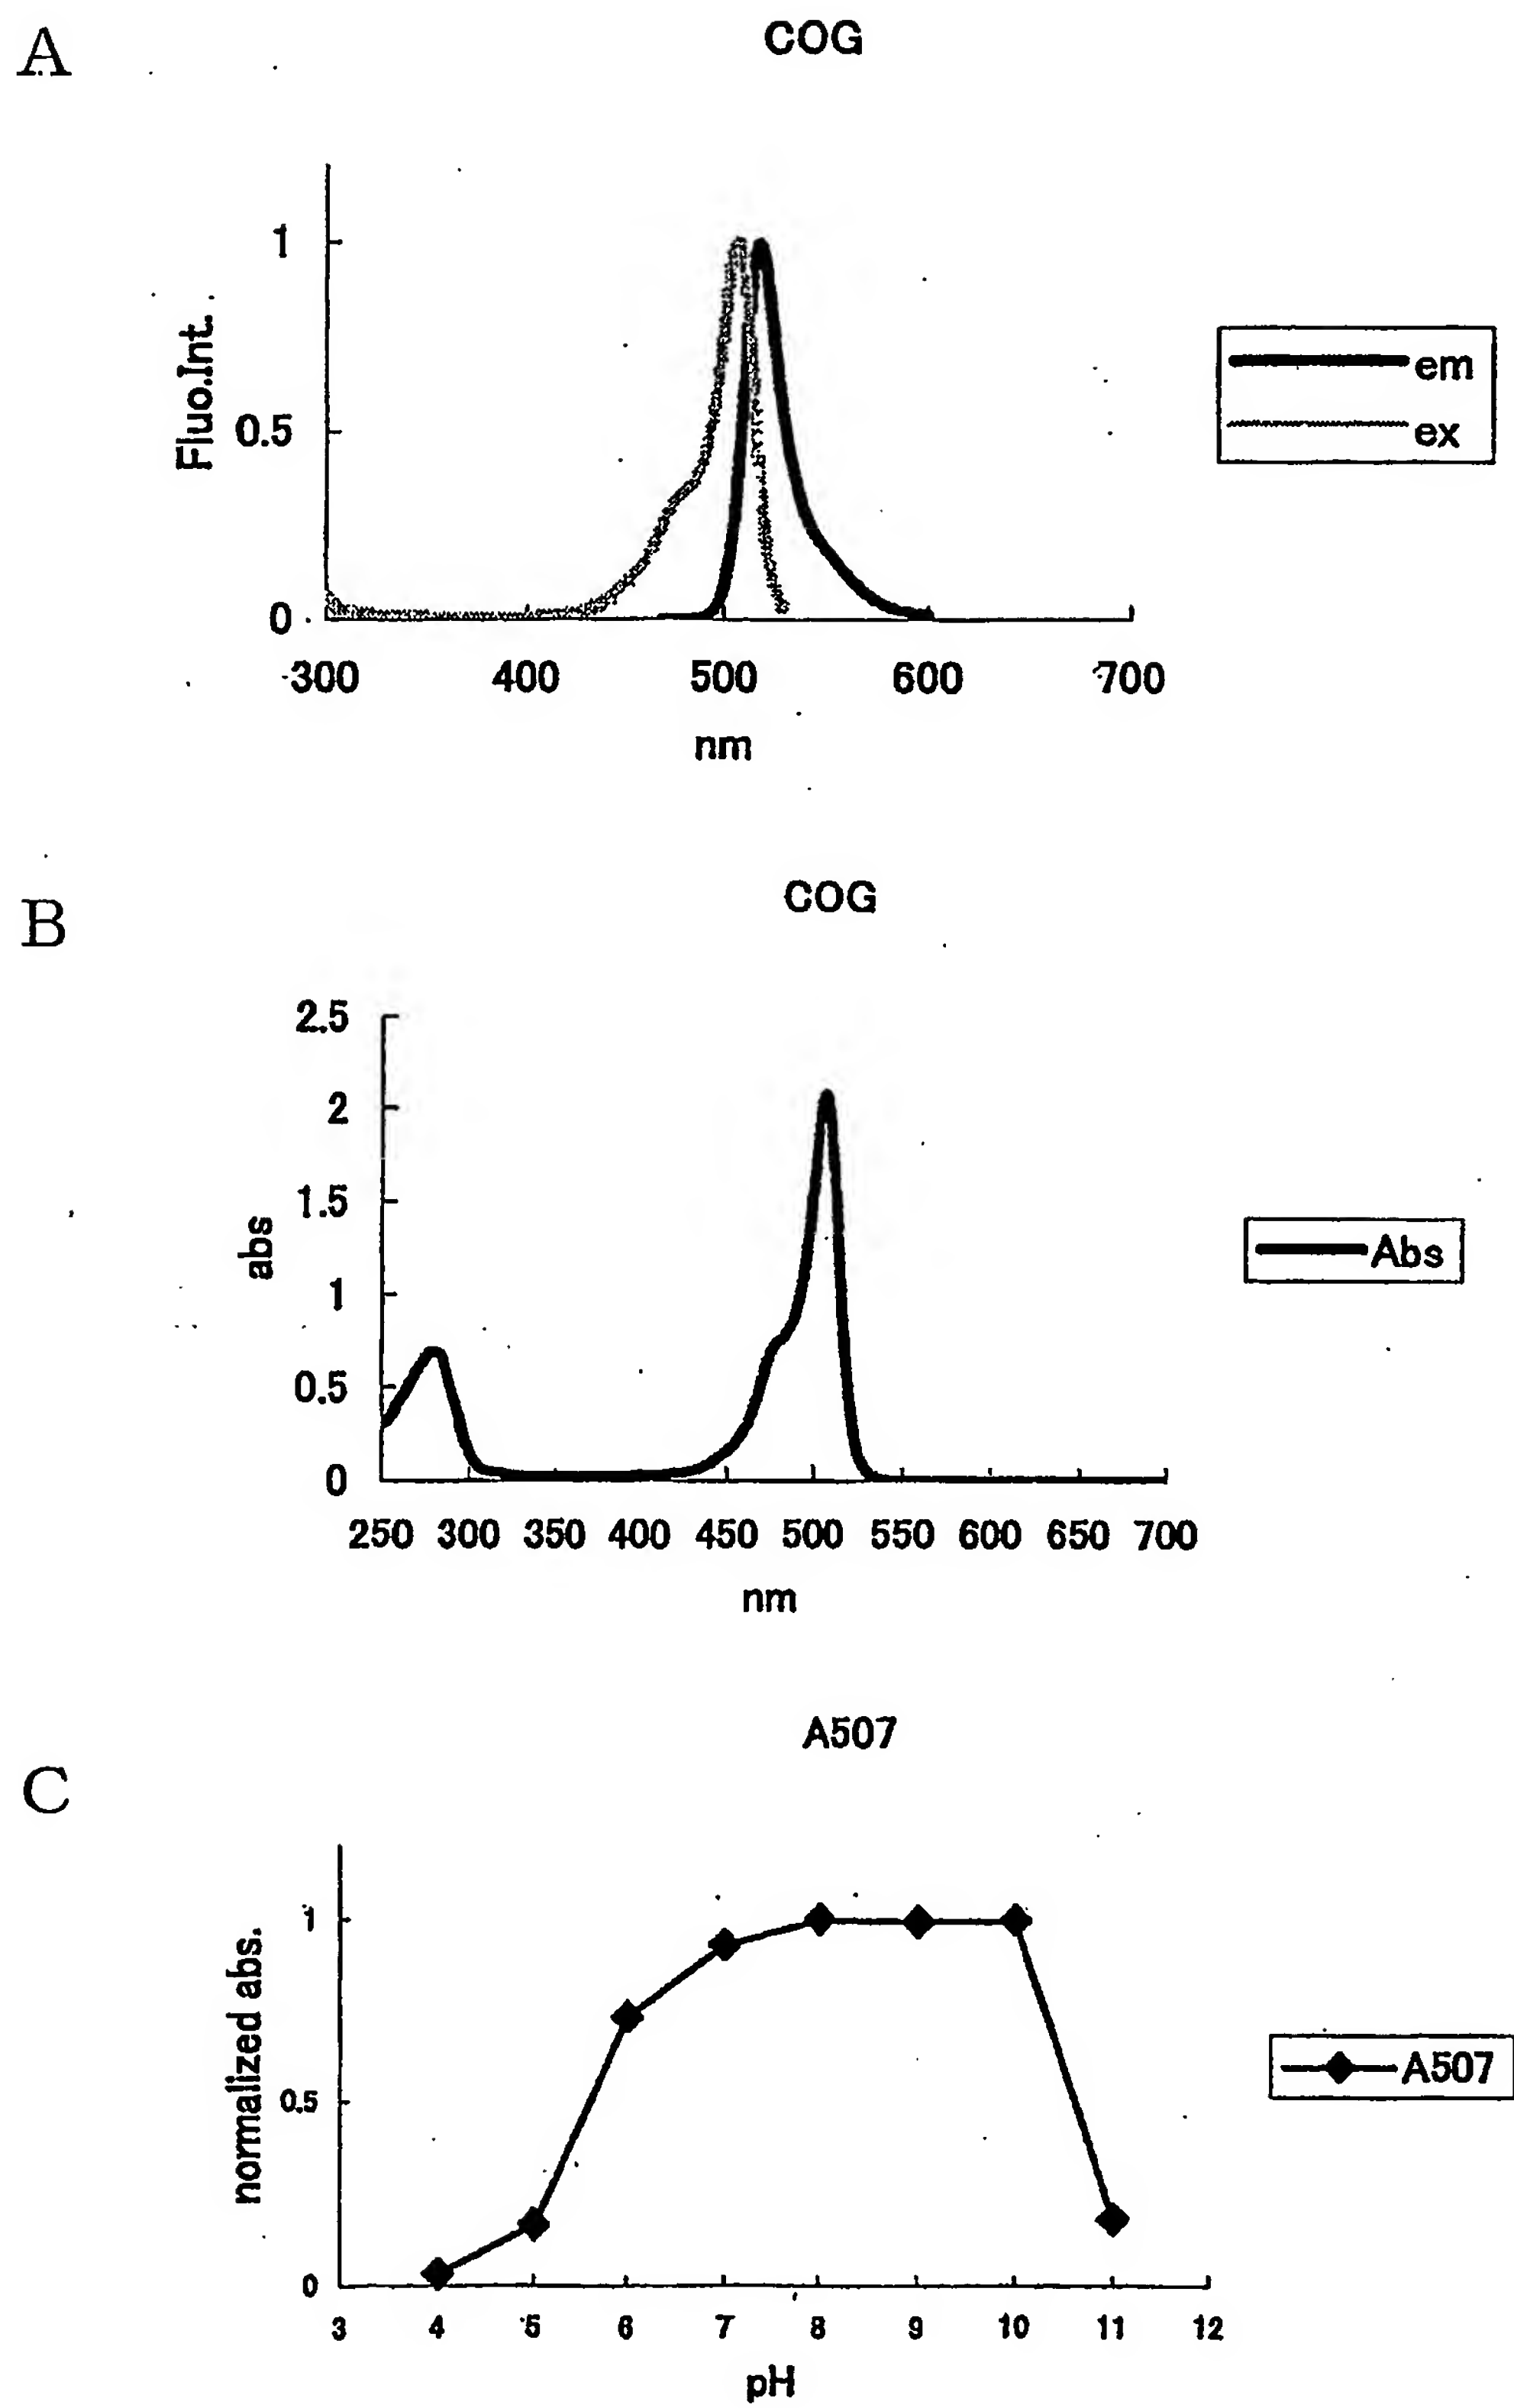 A
COG
1
0.5
0
Fluo.Int.
300 400 500 600 700
nm
em
ex
B
COG
2.5
2
1.5
1
0.5
0
abs
250 300 350 400 450 500 550 600 650 700
nm
Abs
C
A507
1
0.5
0
normalized abs.
3 4 5 6 7 8 9 10 11 12
pH
A507